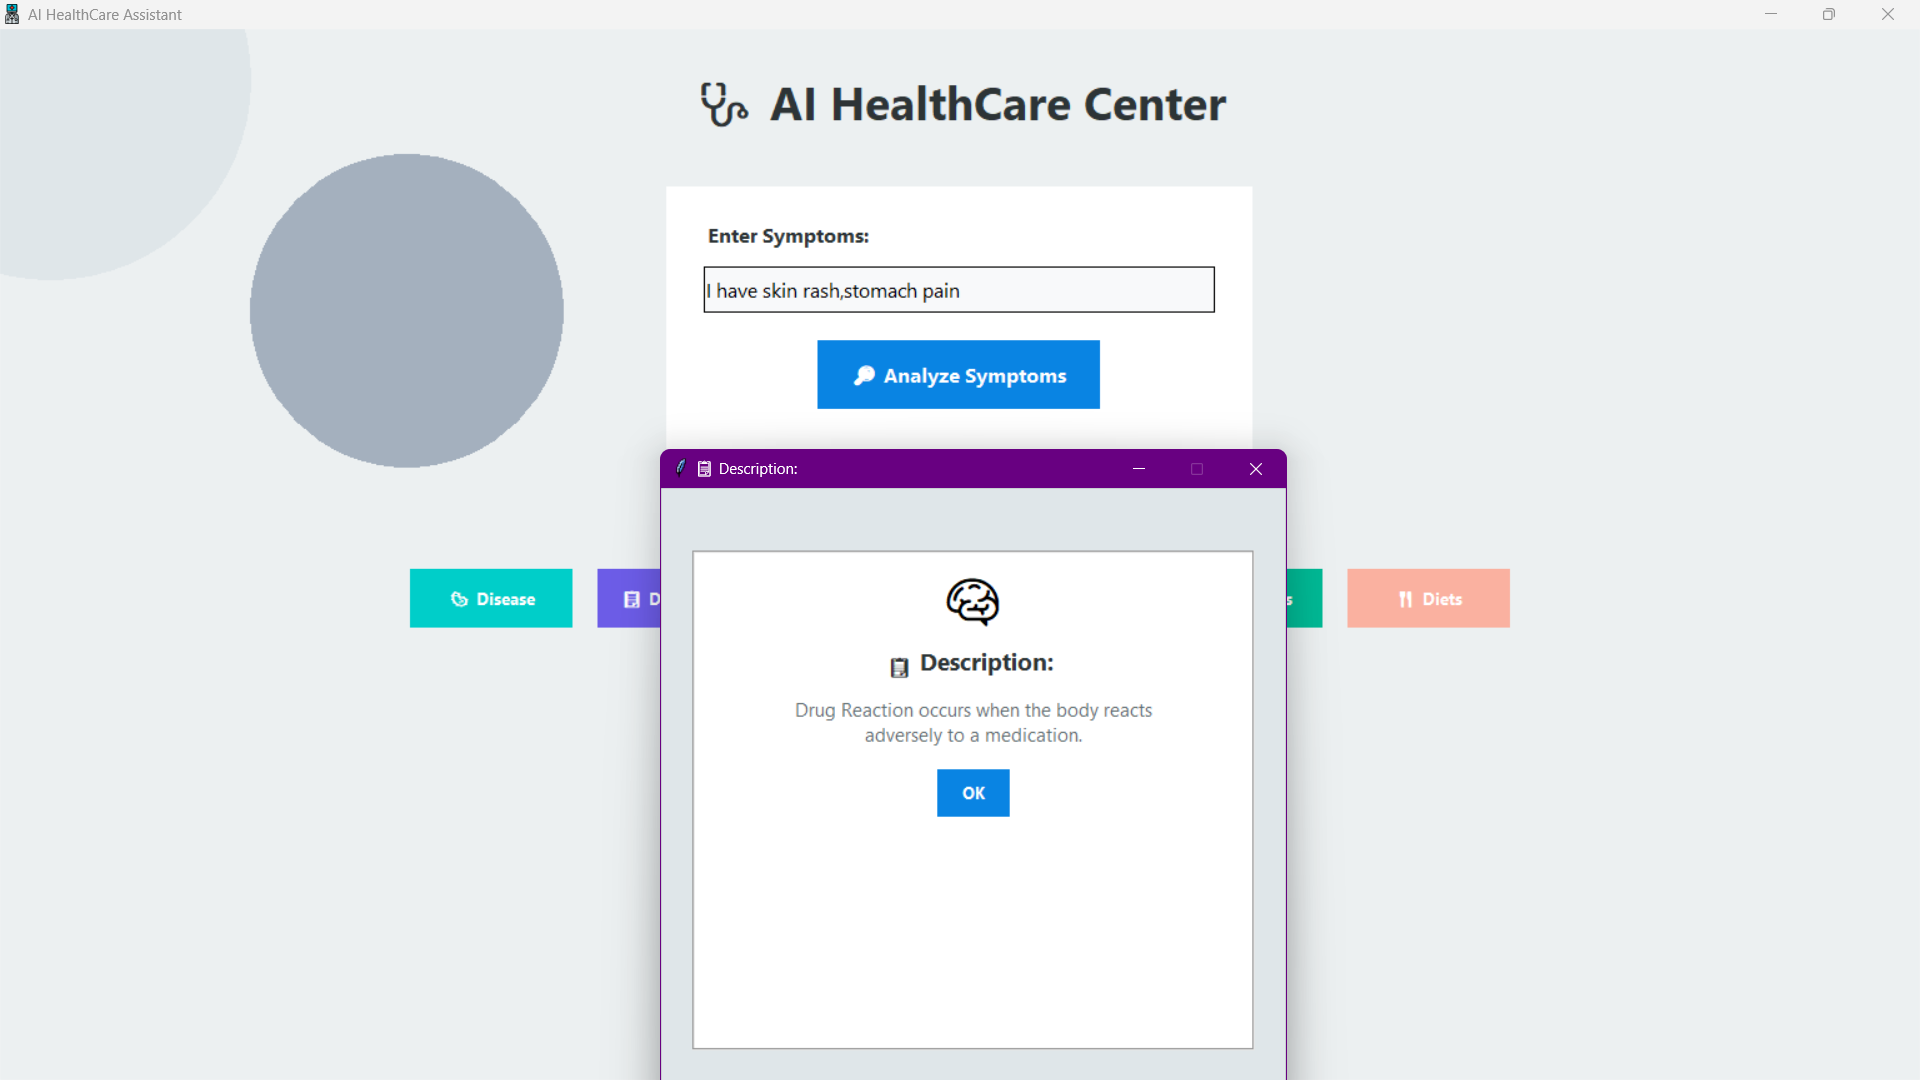 AI HealthCare Assistant
AI HealthCare Center
Enter Symptoms:
I have skin rash,stomach pain
Analyze Symptoms
Description:
Disease
D
s
Diets
Description:
Drug Reaction occurs when the body reacts
adversely to a medication.
OK